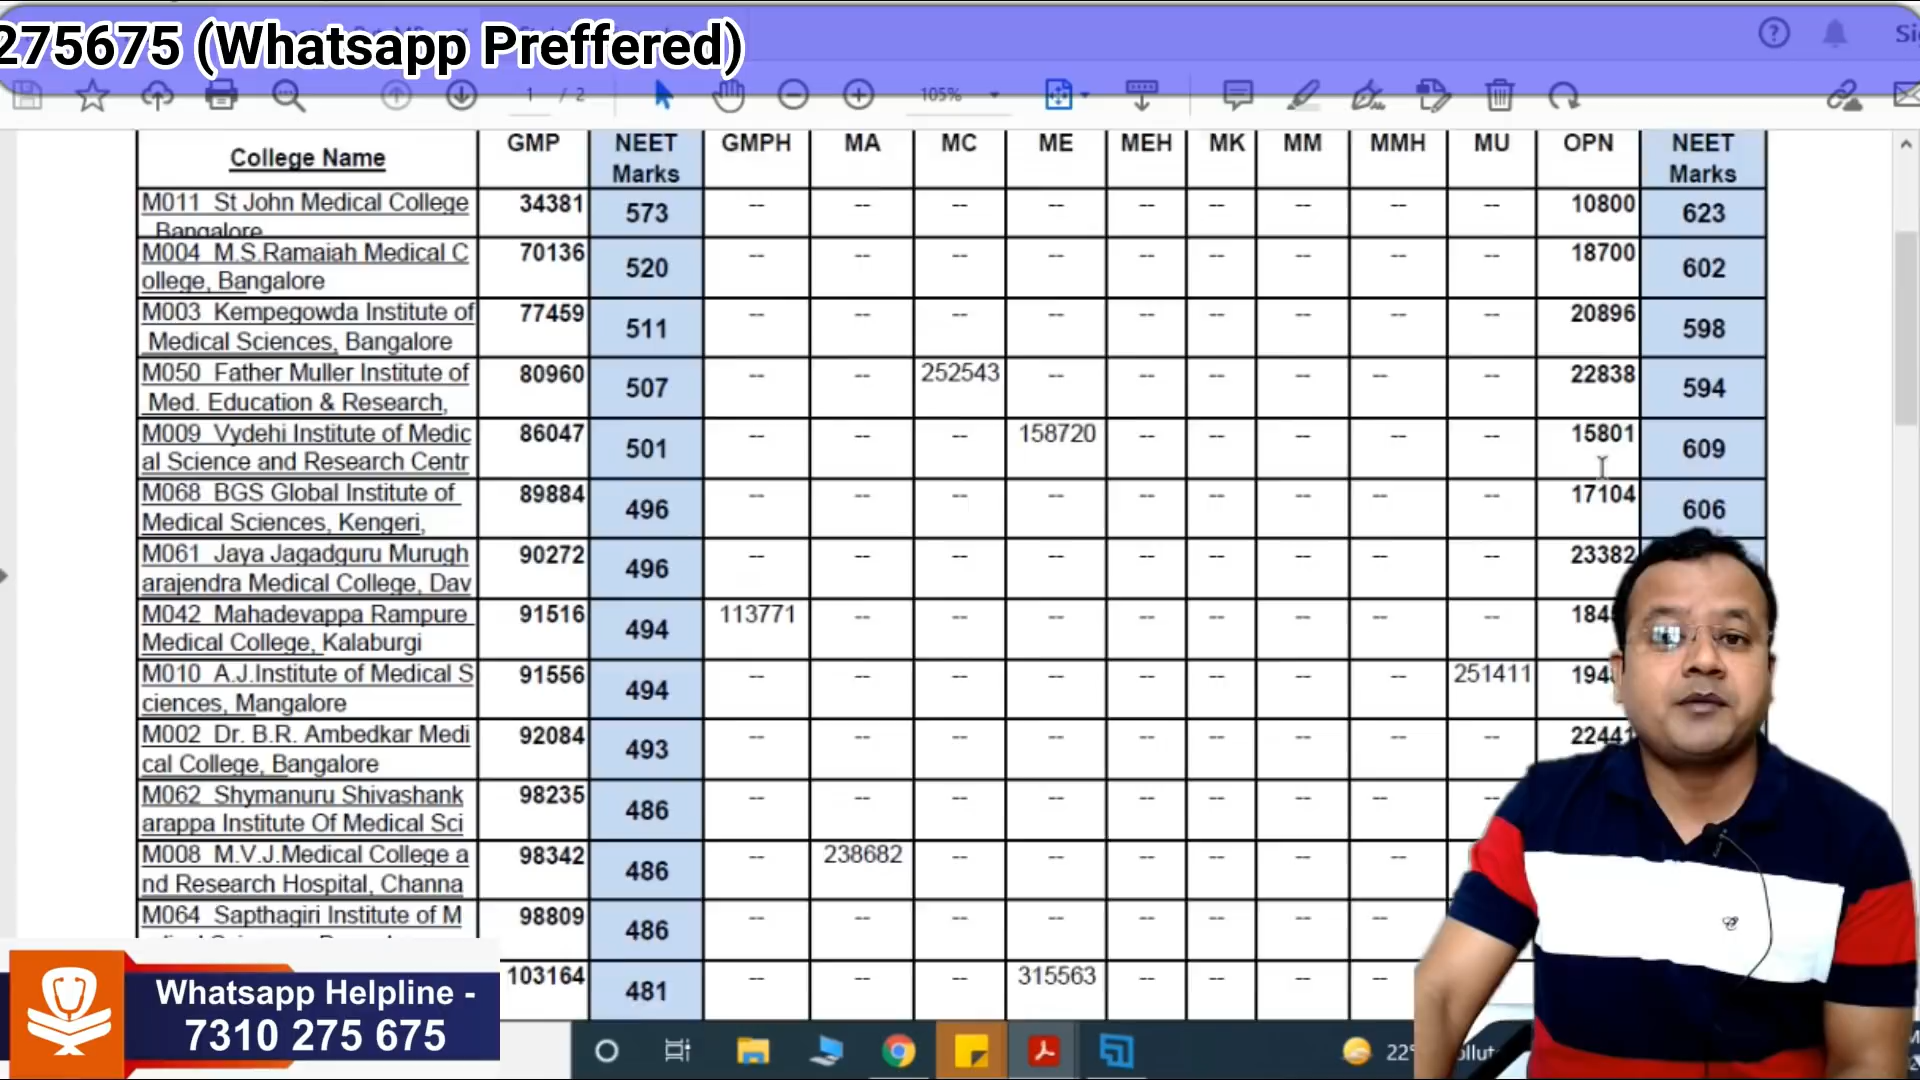 275675 (Whatsapp Preffered)
1 / 2 105%
College Name GMP NEET Marks GMPH MA MC ME MEH MK MM MMH MU OPN NEET Marks
M011 St John Medical College 34381 573 -- -- -- -- -- -- -- -- -- 10800 623
Bangalore
M004 M.S.Ramaiah Medical C 70136 520 -- -- -- -- -- -- -- -- -- 18700 602
ollege, Bangalore
M003 Kempegowda Institute of 77459 511 -- -- -- -- -- -- -- -- -- 20896 598
Medical Sciences, Bangalore
M050 Father Muller Institute of 80960 507 -- -- 252543 -- -- -- -- -- -- 22838 594
Med. Education & Research,
M009 Vydehi Institute of Medic 86047 501 -- -- -- 158720 -- -- -- -- -- 15801 609
al Science and Research Centr
M068 BGS Global Institute of 89884 496 -- -- -- -- -- -- -- -- -- 17104 606
Medical Sciences, Kengeri,
M061 Jaya Jagadguru Murugh 90272 496 -- -- -- -- -- -- -- -- -- 23382
arajendra Medical College, Dav
M042 Mahadevappa Rampure 91516 494 113771 -- -- -- -- -- -- -- -- 184
Medical College, Kalaburgi
M010 A.J.Institute of Medical S 91556 494 -- -- -- -- -- -- -- -- 251411 194
ciences, Mangalore
M002 Dr. B.R. Ambedkar Medi 92084 493 -- -- -- -- -- -- -- -- -- 22441
cal College, Bangalore
M062 Shymanuru Shivashank 98235 486 -- -- -- -- -- -- -- -- --
arappa Institute Of Medical Sci
M008 M.V.J.Medical College a 98342 486 -- 238682 -- -- -- -- -- --
nd Research Hospital, Channa
M064 Sapthagiri Institute of M 98809 486 -- -- -- -- -- -- -- --
103164 481 -- -- -- 315563 -- -- -- --
Whatsapp Helpline -
7310 275 675
22°